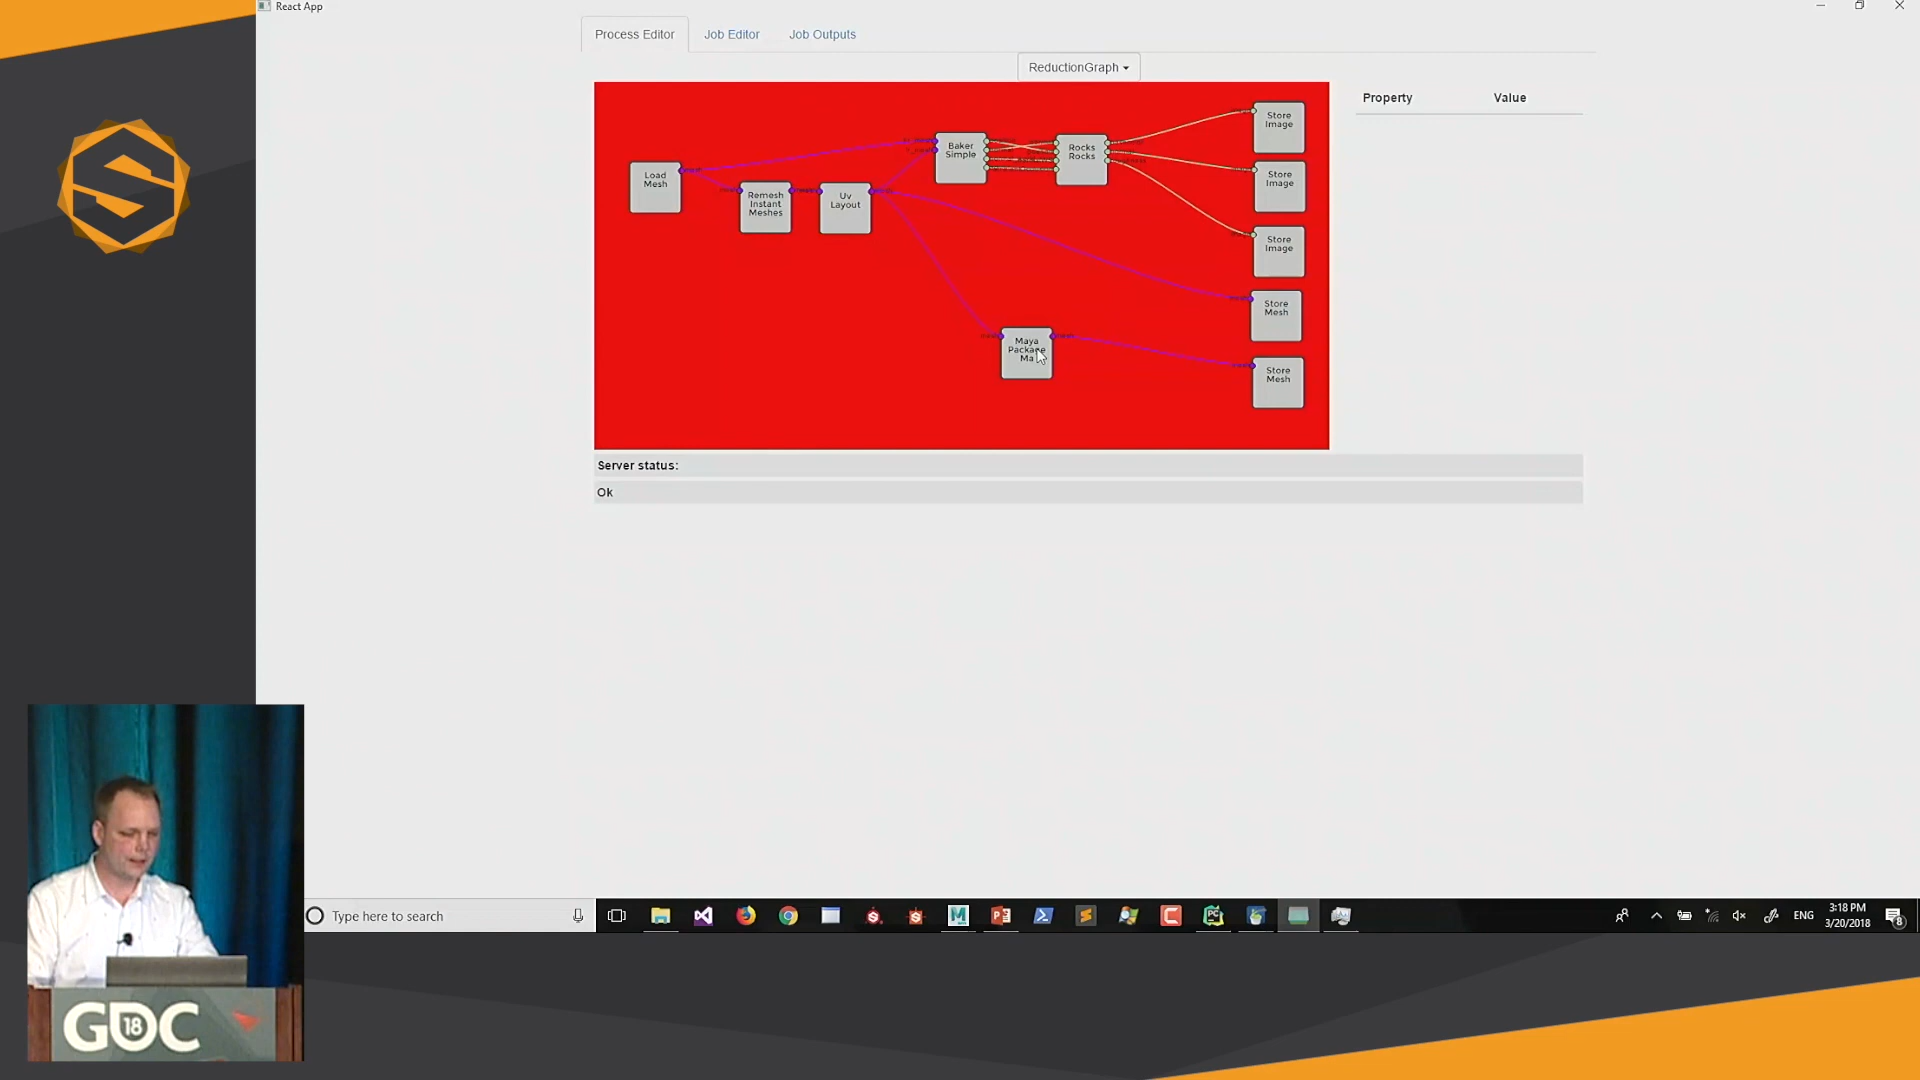 React App
Process Editor
Job Editor
Job Outputs
ReductionGraph
Property
Value
Load
Mesh
Remesh
Instant
Meshes
Uv
Layout
Baker
Simple
Rocks
Rocks
Store
Image
Store
Image
Store
Image
Store
Mesh
Maya
Package
Ma
Store
Mesh
Server status:
Ok
Type here to search
ENG
3:18 PM
3/20/2018
8
GDC
18